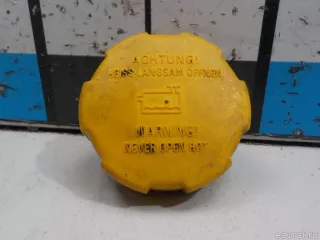 ACHTUNG!
HEISS LANGSAM ÖFFNEN
WARNING!
NEVER OPEN HOT